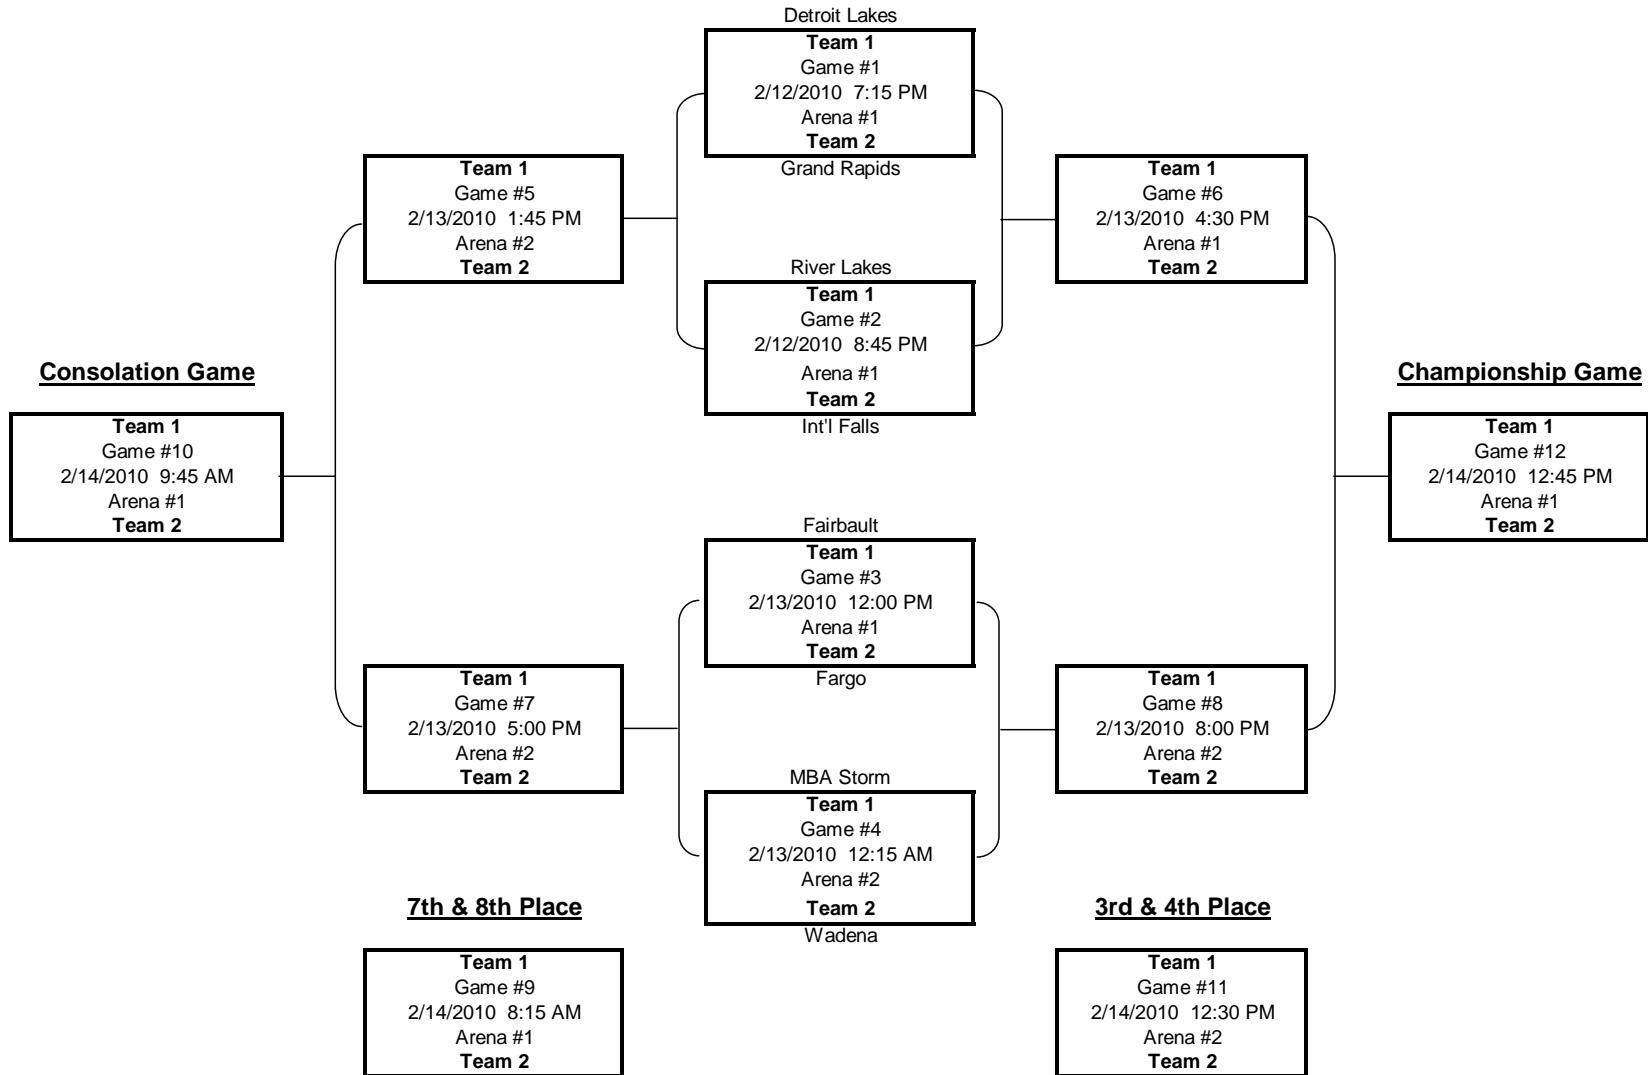 Detroit Lakes
Team 1
Game #1
2/12/2010  7:15 PM
Arena #1
Team 2
Grand Rapids
Team 1
Game #5
2/13/2010  1:45 PM
Arena #2
Team 2
Team 1
Game #6
2/13/2010  4:30 PM
Arena #1
Team 2
River Lakes
Team 1
Game #2
2/12/2010  8:45 PM
Arena #1
Team 2
Int'l Falls
Consolation Game
Team 1
Game #10
2/14/2010  9:45 AM
Arena #1
Team 2
Championship Game
Team 1
Game #12
2/14/2010  12:45 PM
Arena #1
Team 2
Fairbault
Team 1
Game #3
2/13/2010  12:00 PM
Arena #1
Team 2
Fargo
Team 1
Game #7
2/13/2010  5:00 PM
Arena #2
Team 2
Team 1
Game #8
2/13/2010  8:00 PM
Arena #2
Team 2
MBA Storm
Team 1
Game #4
2/13/2010  12:15 AM
Arena #2
Team 2
Wadena
7th & 8th Place
Team 1
Game #9
2/14/2010  8:15 AM
Arena #1
Team 2
3rd & 4th Place
Team 1
Game #11
2/14/2010  12:30 PM
Arena #2
Team 2